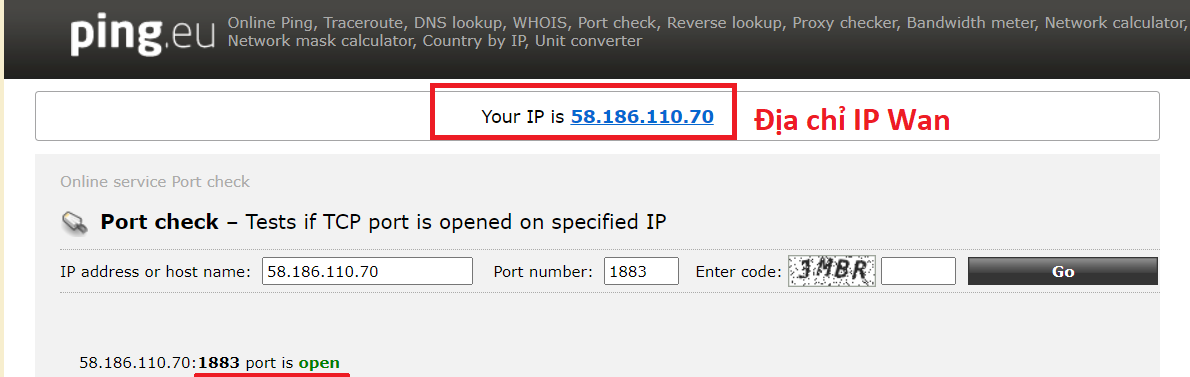 ping.eu
Online Ping, Traceroute, DNS lookup, WHOIS, Port check, Reverse lookup, Proxy checker, Bandwidth meter, Network calculator,
Network mask calculator, Country by IP, Unit converter
Your IP is 58.186.110.70
Địa chỉ IP Wan
Online service Port check
Port check – Tests if TCP port is opened on specified IP
IP address or host name: 58.186.110.70 Port number: 1883 Enter code: 3MBR Go
58.186.110.70:1883 port is open